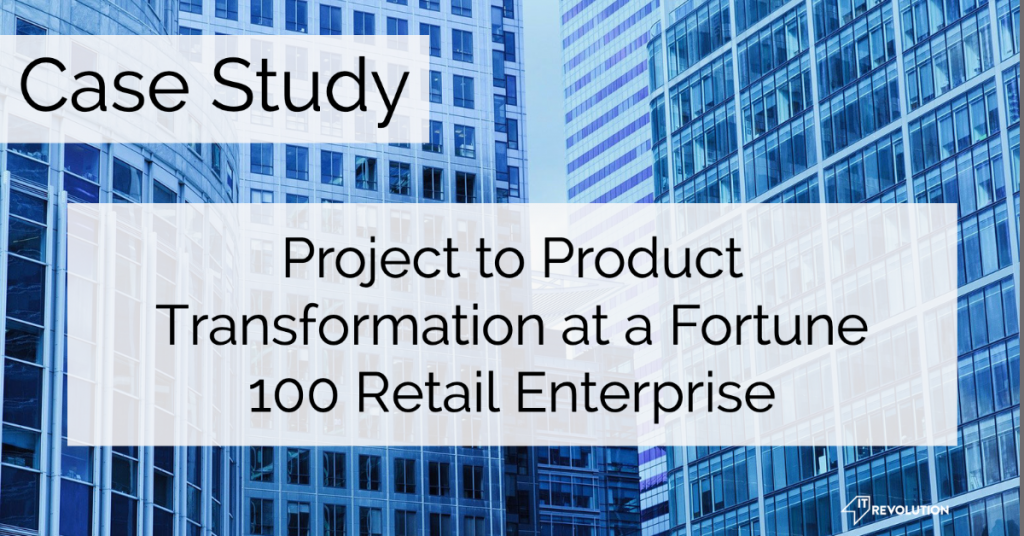 Case Study
Project to Product
Transformation at a Fortune
100 Retail Enterprise
IT
REVOLUTION